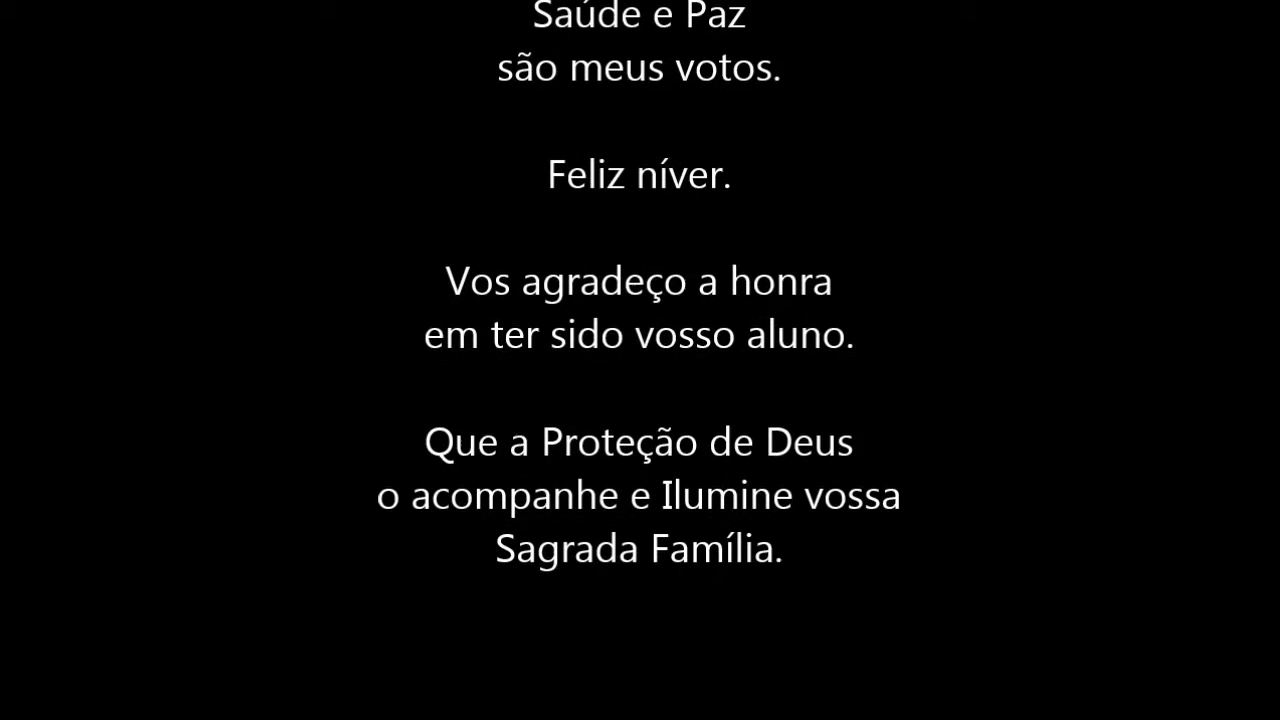 Saúde e Paz
são meus votos.
Feliz níver.
Vos agradeço a honra
em ter sido vosso aluno.
Que a Proteção de Deus
o acompanhe e Ilumine vossa
Sagrada Família.